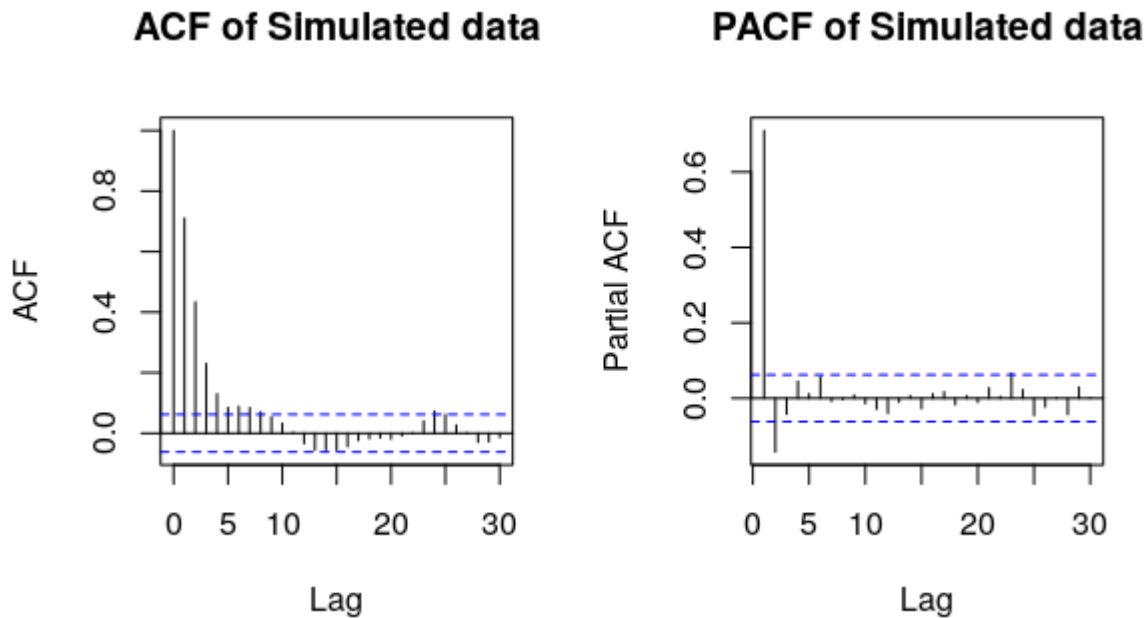 ACF of Simulated data
ACF
0.0 0.4 0.8
0 5 10 20 30
Lag
PACF of Simulated data
Partial ACF
0.0 0.2 0.4 0.6
0 5 10 20 30
Lag